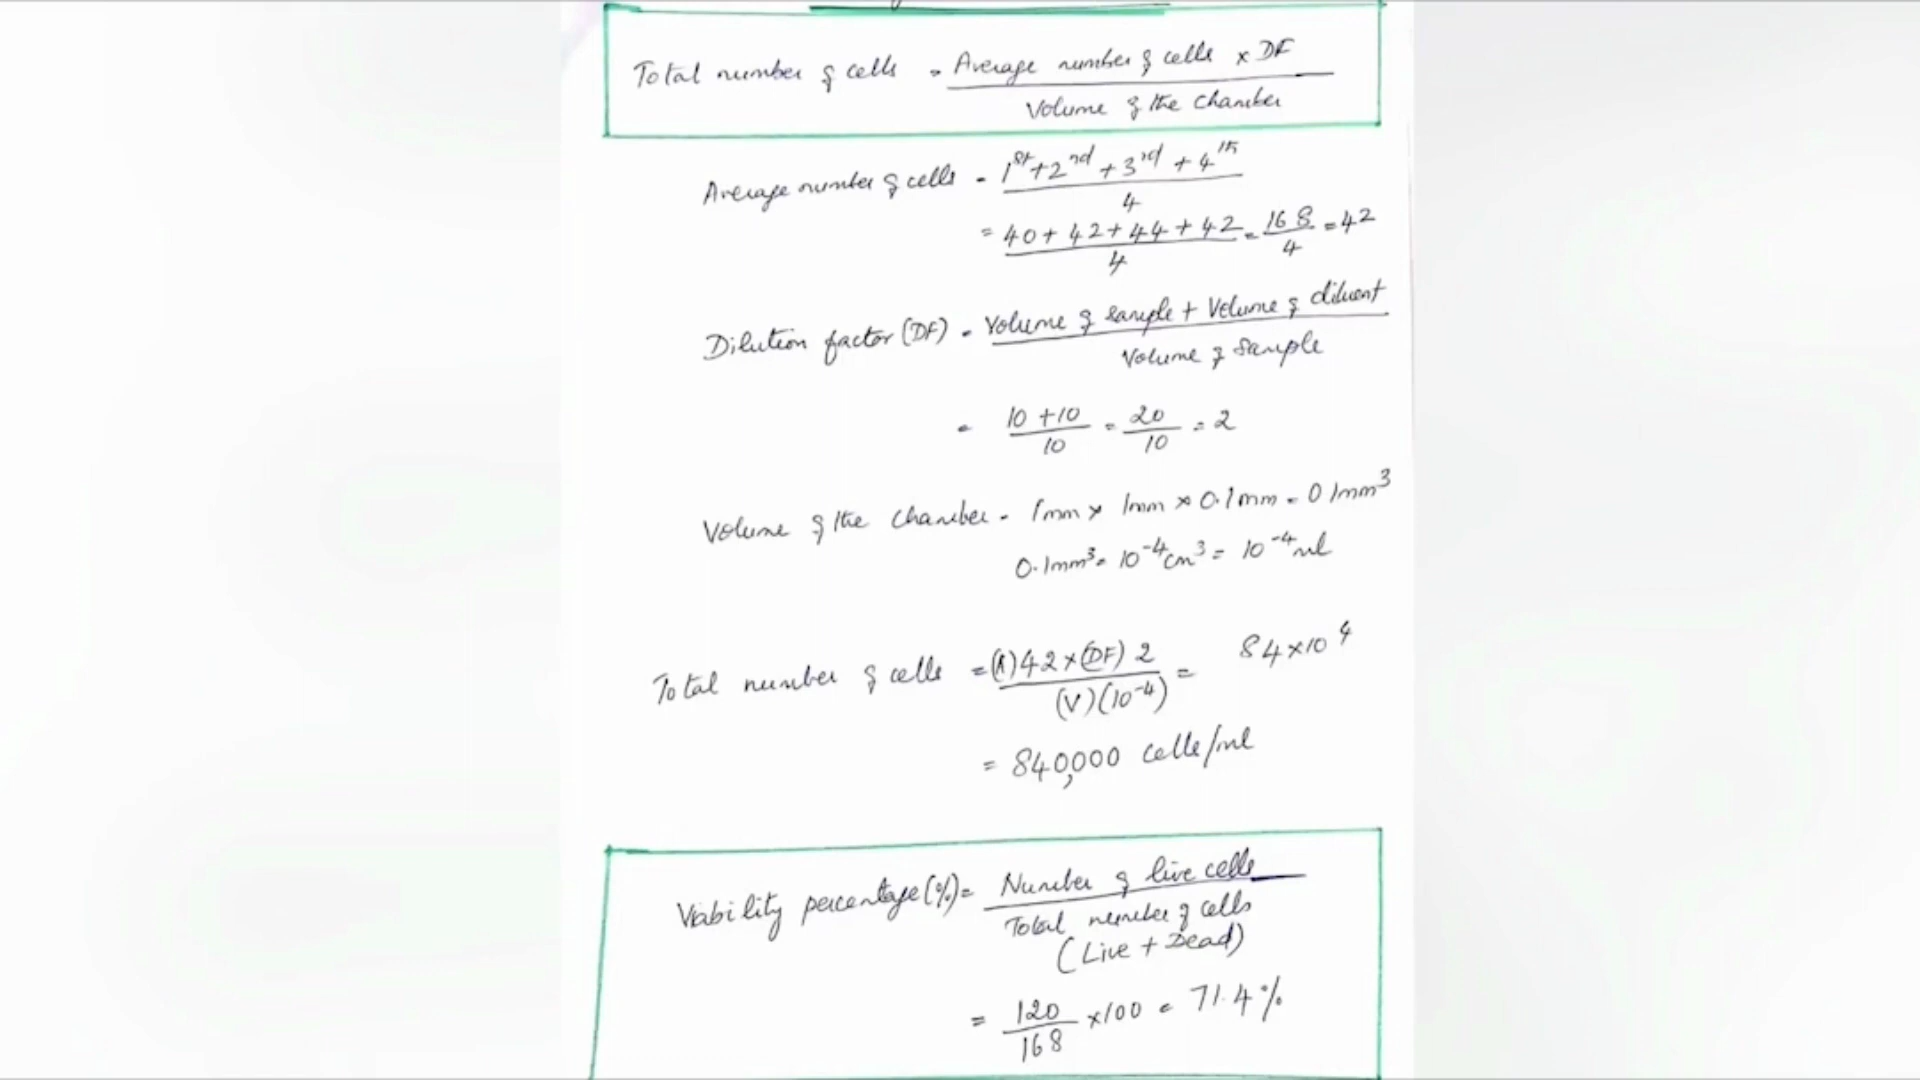 Total number of cells = Average number of cells x DF
Volume of the chamber
Average number of cells = 1st + 2nd + 3rd + 4th
4
= 40 + 42 + 44 + 42 = 168 = 42
4 4
Dilution factor (DF) = Volume of sample + Volume of diluent
Volume of sample
= 10 + 10 = 20 = 2
10 10
Volume of the chamber = 1mm x 1mm x 0.1mm = 0.1mm³
0.1mm³ = 10⁻⁴cm³ = 10⁻⁴ml
Total number of cells = (A) 42 x (DF) 2 = 84 x 10⁴
(V) (10⁻⁴)
= 840,000 cells/ml
Viability percentage (%) = Number of live cells
Total number of cells
(Live + Dead)
= 120 x 100 = 71.4%
168